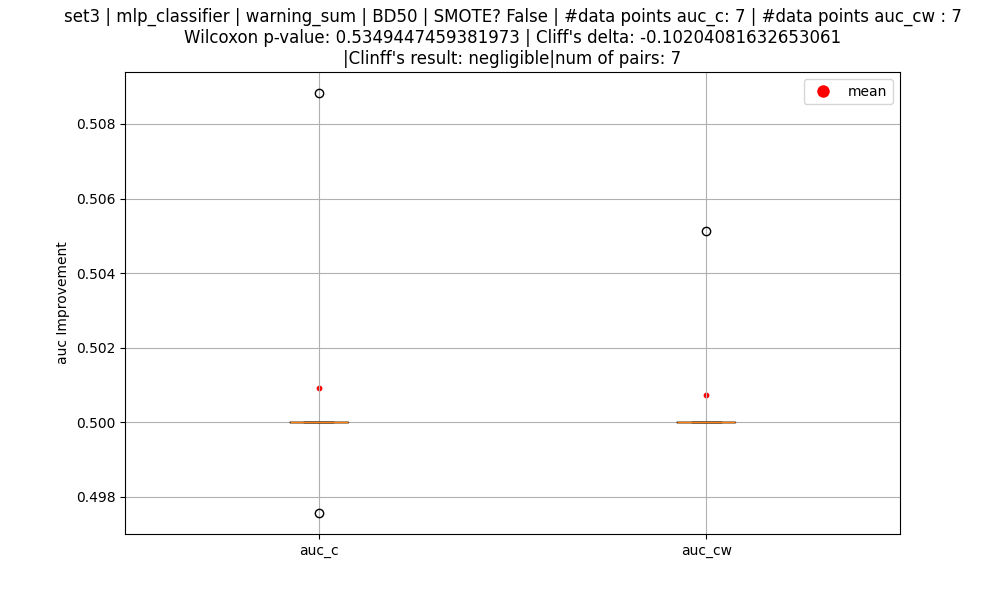 set3 | mlp_classifier | warning_sum | BD50 | SMOTE? False | #data points auc_c: 7 | #data points auc_cw : 7
Wilcoxon p-value: 0.5349447459381973 | Cliff's delta: -0.10204081632653061
|Clinff's result: negligible|num of pairs: 7
mean
0.508
0.506
0.504
0.502
0.500
0.498
auc Improvement
auc_c
auc_cw